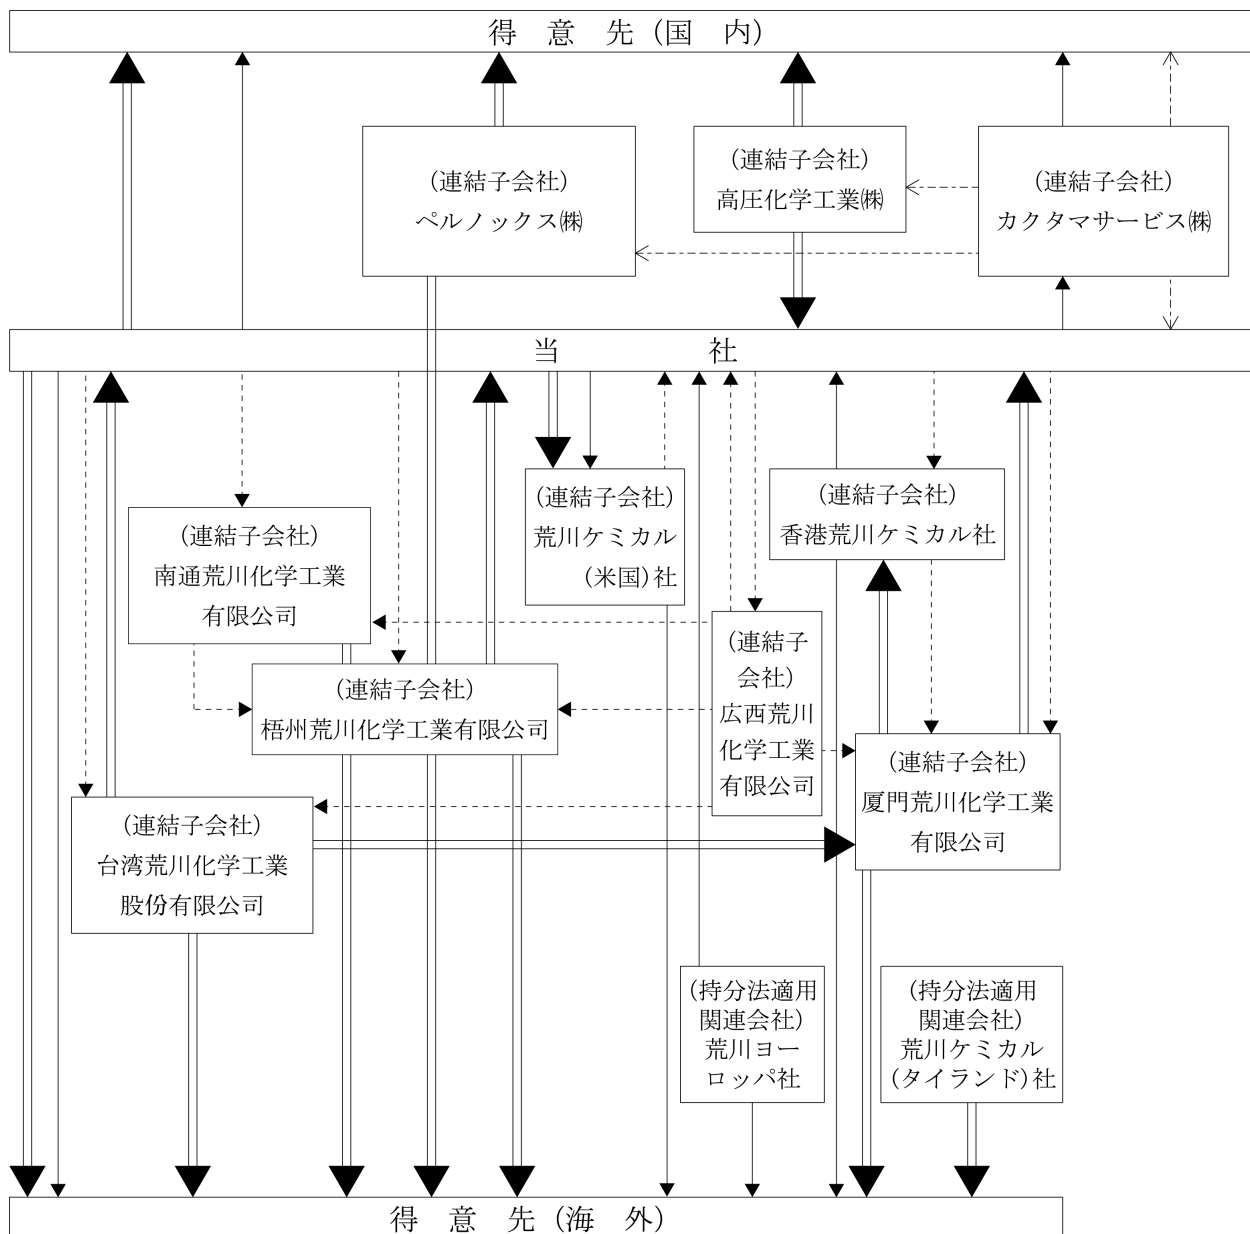 得　意　先（国　内）
（連結子会社）
ペルノックス㈱
（連結子会社）
高圧化学工業㈱
（連結子会社）
カクタマサービス㈱
当　　　　　社
（連結子会社）
南通荒川化学工業
有限公司
（連結子会社）
荒川ケミカル
（米国）社
（連結子会社）
香港荒川ケミカル社
（連結子会社）
梧州荒川化学工業有限公司
（連結子
会社）
広西荒川
化学工業
有限公司
（連結子会社）
厦門荒川化学工業
有限公司
（連結子会社）
台湾荒川化学工業
股份有限公司
（持分法適用
関連会社）
荒川ヨー
ロッパ社
（持分法適用
関連会社）
荒川ケミカル
（タイランド）社
得　意　先（海　外）